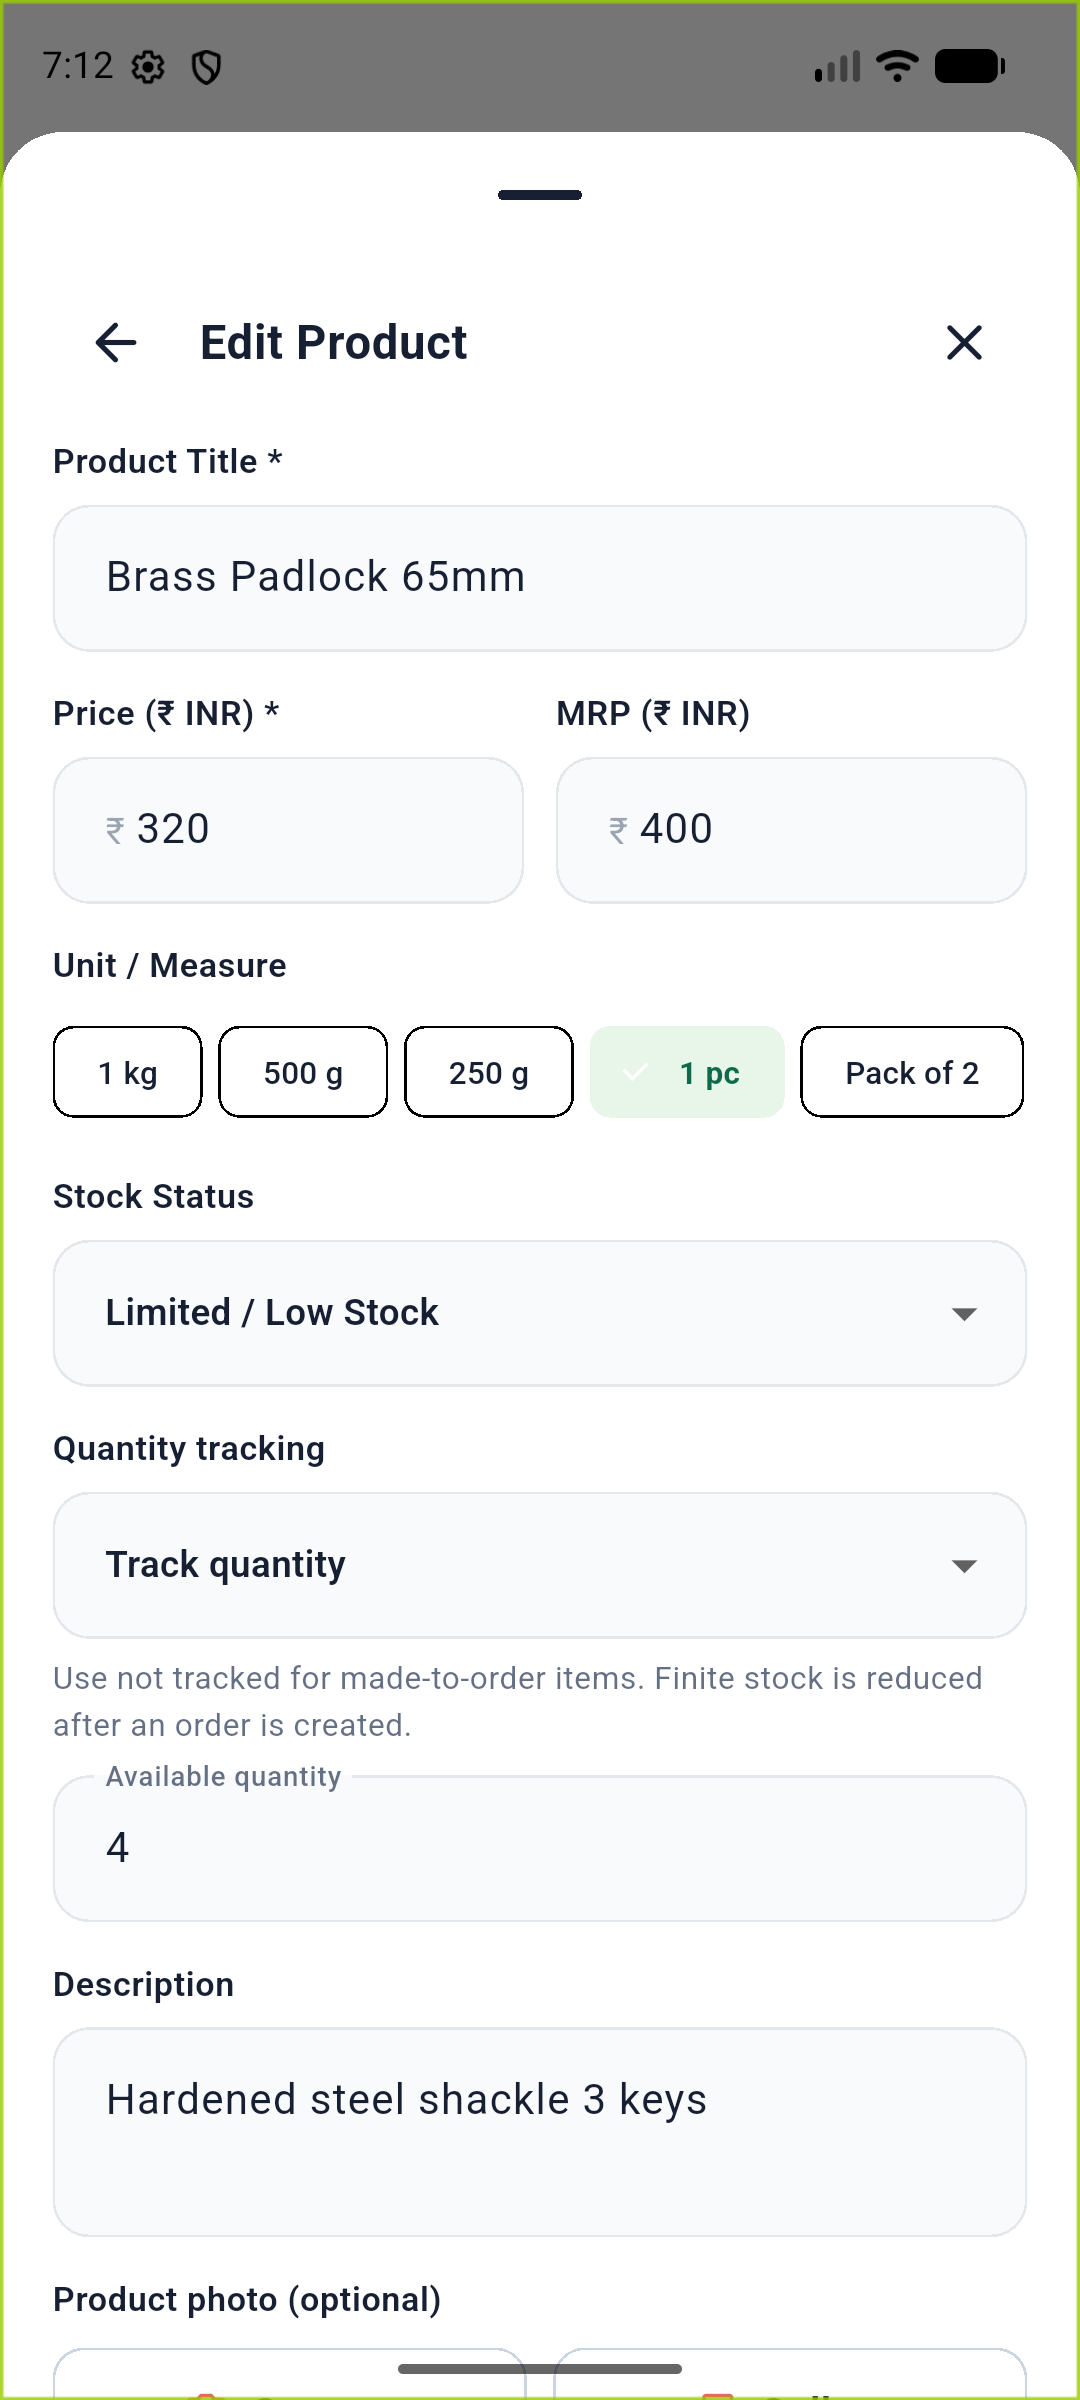 7:12
Edit Product
Product Title *
Brass Padlock 65mm
Price (₹ INR) *
MRP (₹ INR)
₹ 320
₹ 400
Unit / Measure
1 kg
500 g
250 g
1 pc
Pack of 2
Stock Status
Limited / Low Stock
Quantity tracking
Track quantity
Use not tracked for made-to-order items. Finite stock is reduced
after an order is created.
Available quantity
4
Description
Hardened steel shackle 3 keys
Product photo (optional)